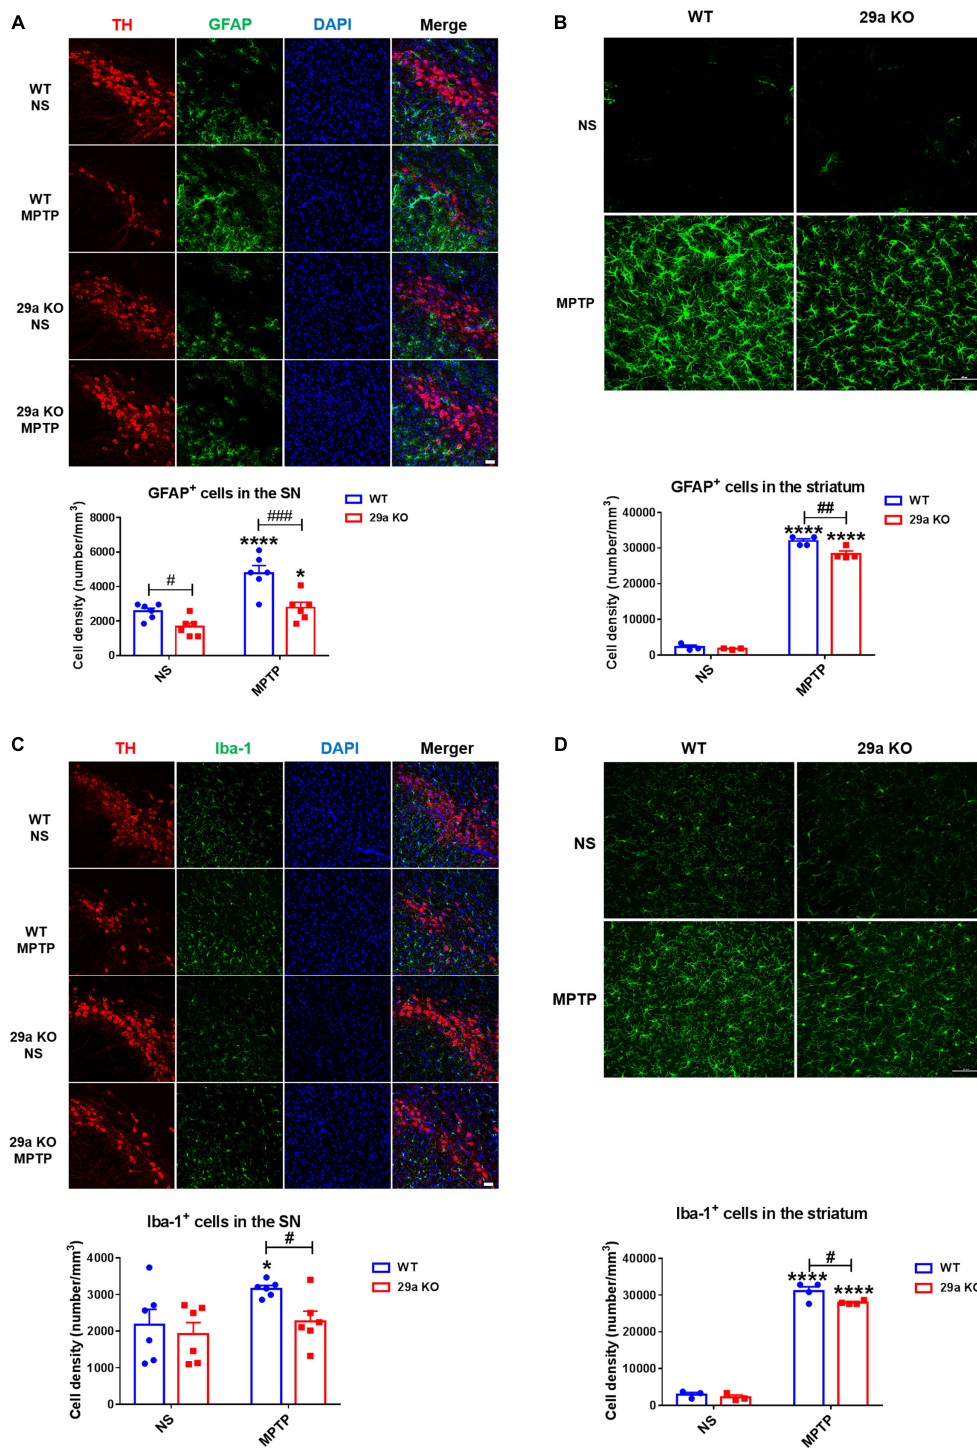 A
TH GFAP DAPI Merge
WT
NS
WT
MPTP
29a KO
NS
29a KO
MPTP
GFAP+ cells in the SN
WT
29a KO
Cell density (number/mm3)
8000
6000
4000
2000
0
#
****
###
*
NS
MPTP
B
WT 29a KO
NS
MPTP
GFAP+ cells in the striatum
WT
29a KO
Cell density (number/mm3)
40000
30000
20000
10000
0
##
****
****
NS
MPTP
C
TH Iba-1 DAPI Merger
WT
NS
WT
MPTP
29a KO
NS
29a KO
MPTP
Iba-1+ cells in the SN
WT
29a KO
Cell density (number/mm3)
4000
3000
2000
1000
0
*
#
NS
MPTP
D
WT 29a KO
NS
MPTP
Iba-1+ cells in the striatum
WT
29a KO
Cell density (number/mm3)
40000
30000
20000
10000
0
#
****
****
NS
MPTP